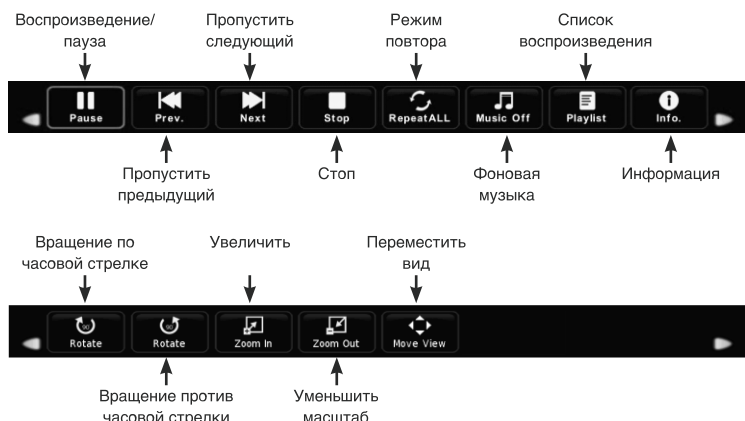 Воспроизведение/
пауза
Пропустить
следующий
Режим
повтора
Список
воспроизведения
Pause
Prev.
Next
Stop
RepeatALL
Music Off
Playlist
Info.
Пропустить
предыдущий
Стоп
Фоновая
музыка
Информация
Вращение по
часовой стрелке
Увеличить
Переместить
вид
90
Rotate
90
Rotate
Zoom In
Zoom Out
Move View
Вращение против
часовой стрелки
Уменьшить
масштаб